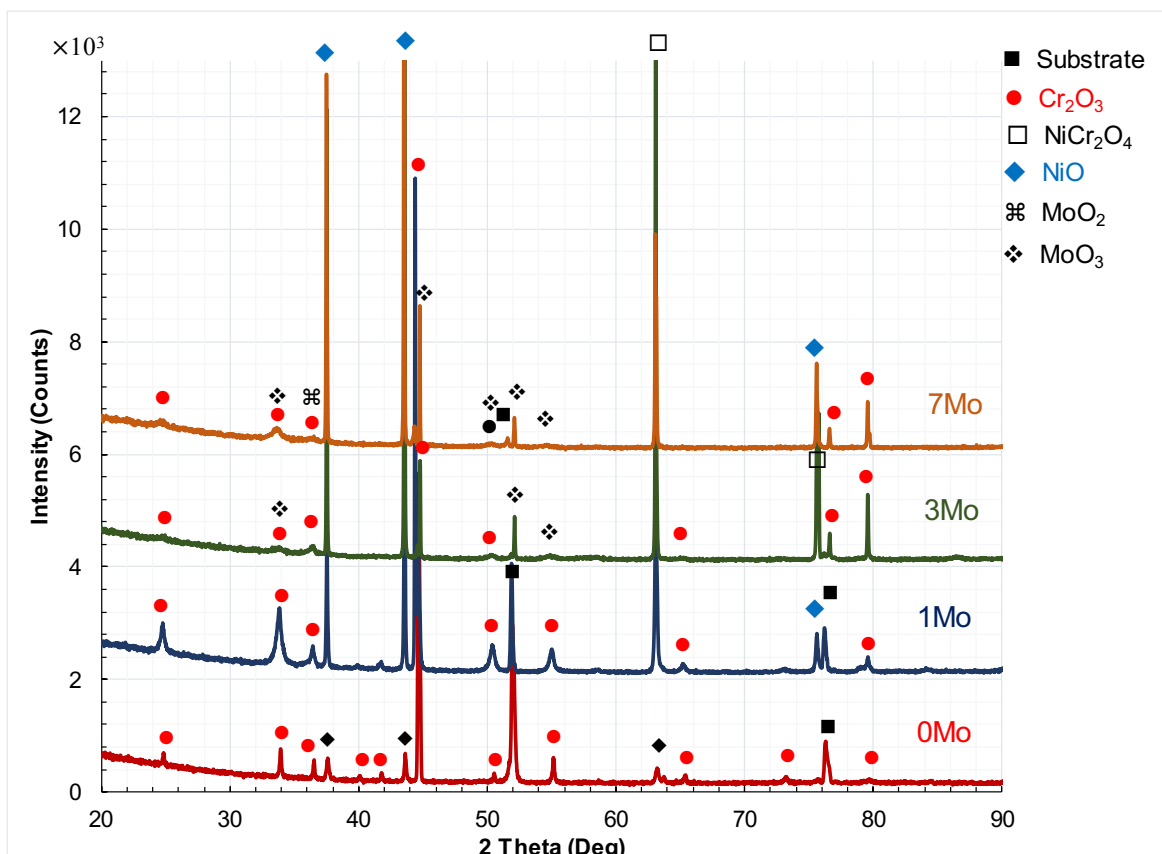 ×10³
12
10
8
6
4
2
0
Intensity (Counts)
20 30 40 50 60 70 80 90
2 Theta (Deg)
7Mo
3Mo
1Mo
0Mo
Substrate
Cr₂O₃
NiCr₂O₄
NiO
MoO₂
MoO₃